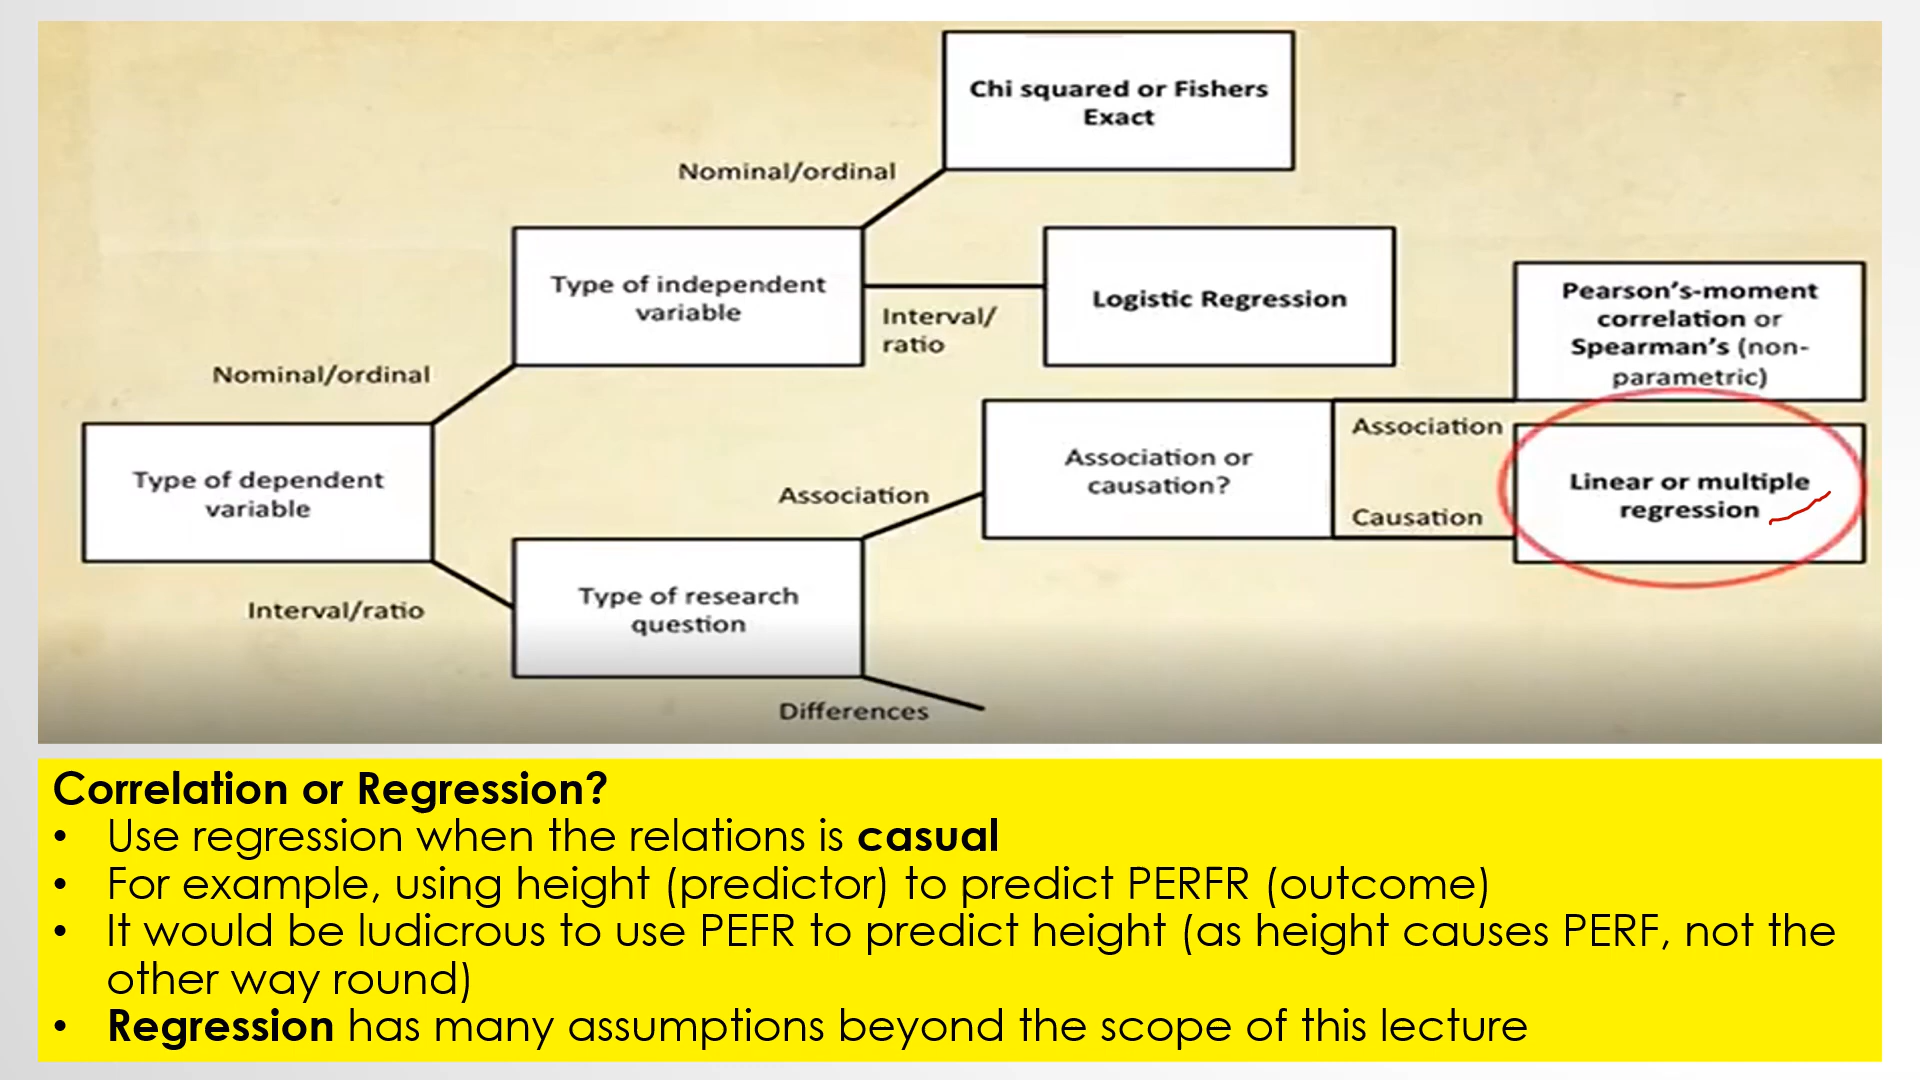 Chi squared or Fishers
Exact
Nominal/ordinal
Type of independent
variable
Interval/
ratio
Logistic Regression
Pearson’s-moment
correlation or
Spearman’s (non-
parametric)
Nominal/ordinal
Type of dependent
variable
Association or
causation?
Association
Causation
Linear or multiple
regression
Association
Interval/ratio
Type of research
question
Differences
Correlation or Regression?
• Use regression when the relations is casual
• For example, using height (predictor) to predict PERFR (outcome)
• It would be ludicrous to use PEFR to predict height (as height causes PERF, not the
other way round)
• Regression has many assumptions beyond the scope of this lecture